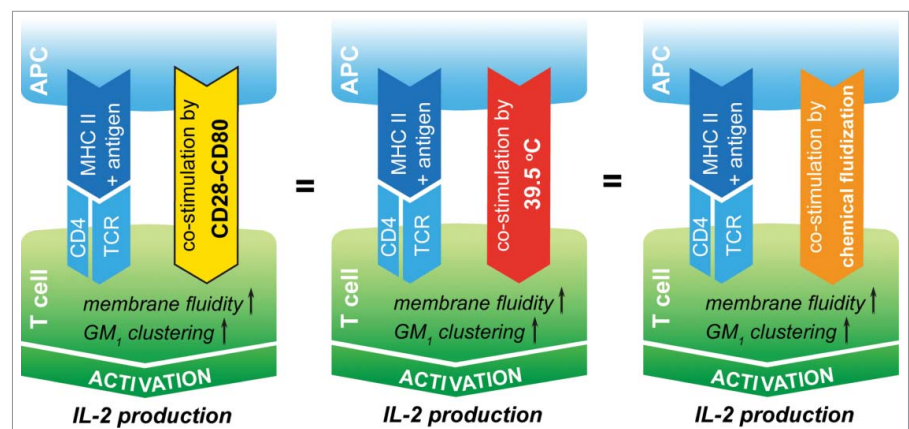 APC
MHC II
+ antigen
co-stimulation by
CD28-CD80
CD4
TCR
T cell
membrane fluidity ↑
GM₁ clustering ↑
ACTIVATION
IL-2 production
=
APC
MHC II
+ antigen
co-stimulation by
39.5 °C
CD4
TCR
T cell
membrane fluidity ↑
GM₁ clustering ↑
ACTIVATION
IL-2 production
=
APC
MHC II
+ antigen
co-stimulation by
chemical fluidization
CD4
TCR
T cell
membrane fluidity ↑
GM₁ clustering ↑
ACTIVATION
IL-2 production